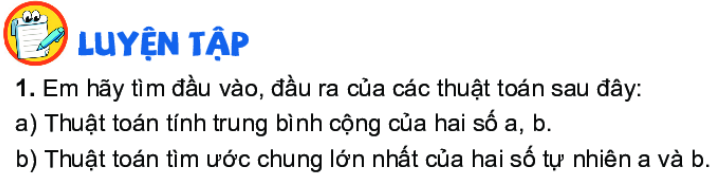 LUYỆN TẬP
1. Em hãy tìm đầu vào, đầu ra của các thuật toán sau đây:
a) Thuật toán tính trung bình cộng của hai số a, b.
b) Thuật toán tìm ước chung lớn nhất của hai số tự nhiên a và b.